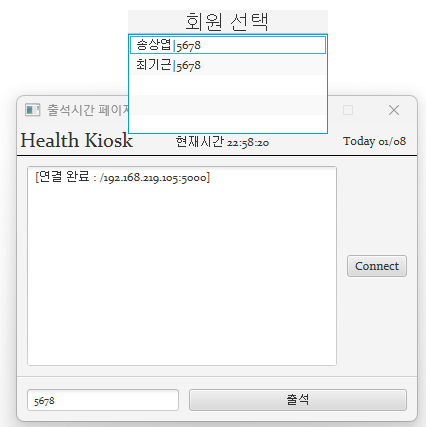 회원 선택
송상엽|5678
최기근|5678
출석시간 페이지
Health Kiosk
현재시간 22:58:20
Today 01/08
[연결 완료 : /192.168.219.105:5000]
Connect
5678
출석